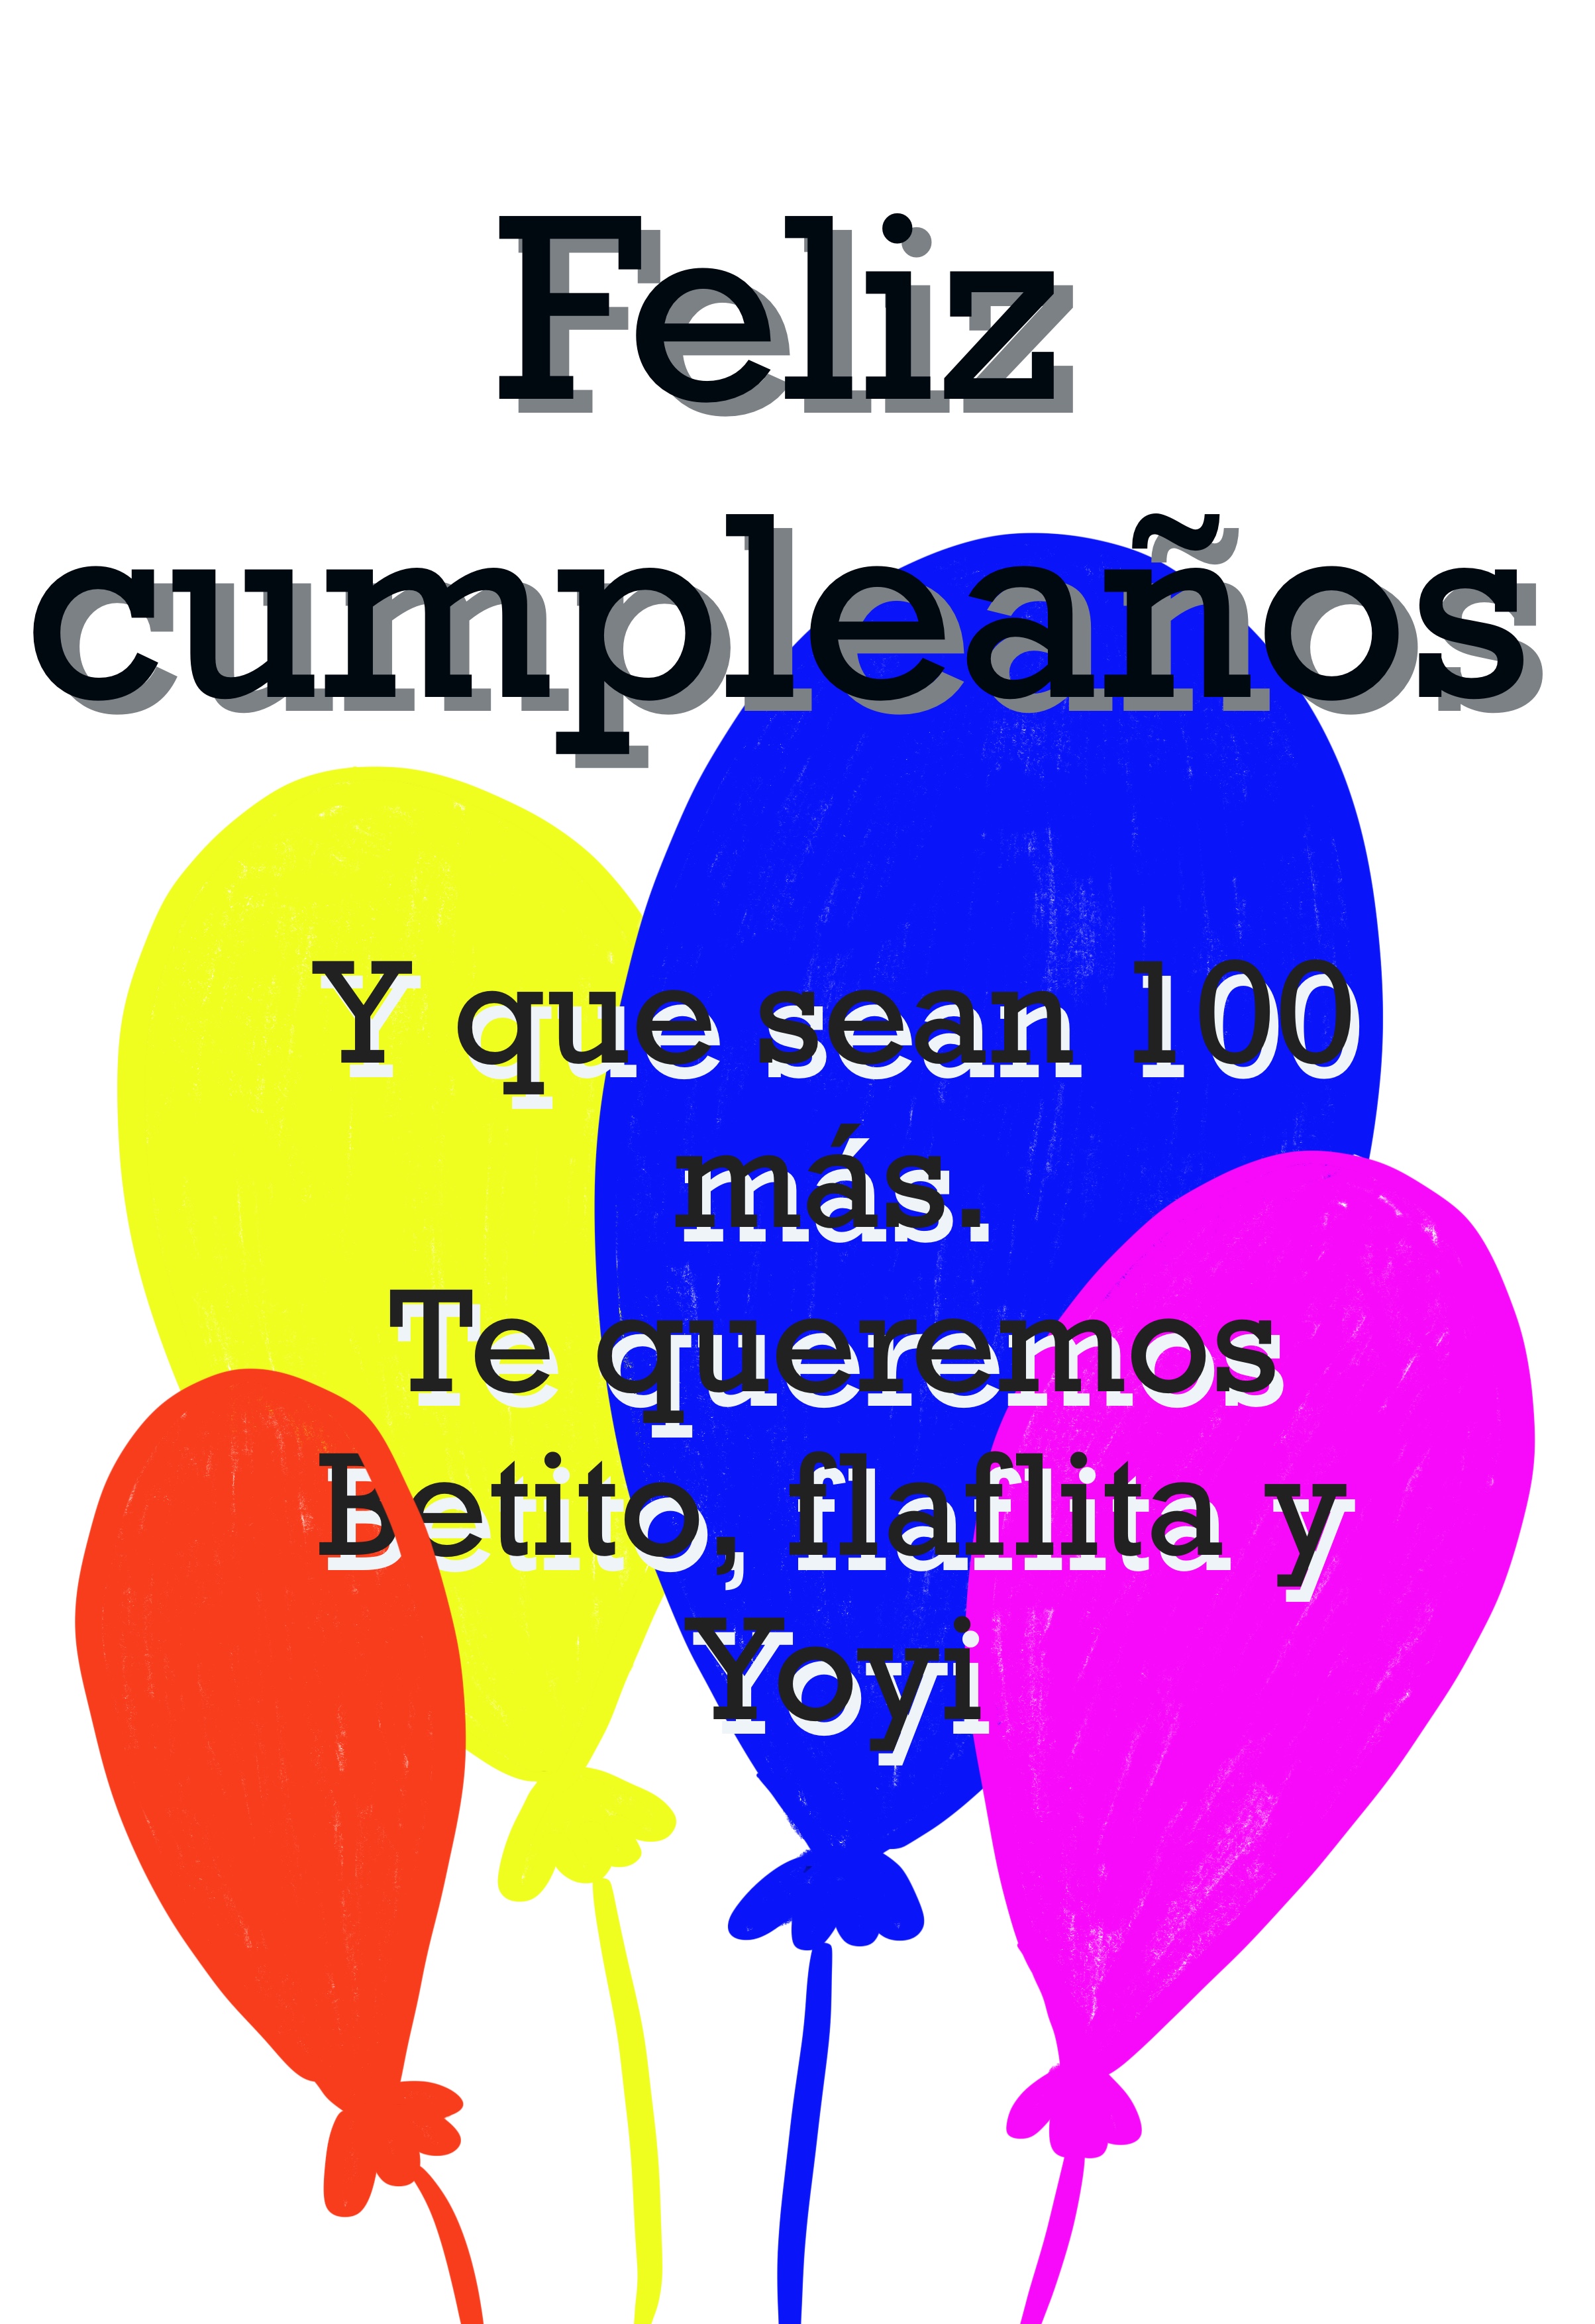 Feliz
cumpleaños
Y que sean 100
más.
Te queremos
Betito, flaflita y
Yoyi